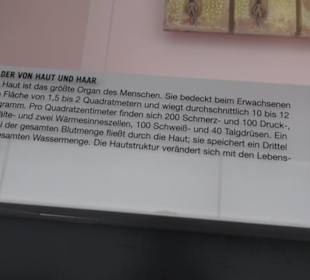 DER VON HAUT UND HAAR
Haut ist das größte Organ des Menschen. Sie bedeckt beim Erwachsenen
Fläche von 1,5 bis 2 Quadratmetern und wiegt durchschnittlich 10 bis 12
gramm. Pro Quadratzentimeter finden sich 200 Schmerz- und 100 Druck-,
älte- und zwei Wärmesinneszellen, 100 Schweiß- und 40 Talgdrüsen. Ein
el der gesamten Blutmenge fließt durch die Haut; sie speichert ein Drittel
esamten Wassermenge. Die Hautstruktur verändert sich mit den Lebens-